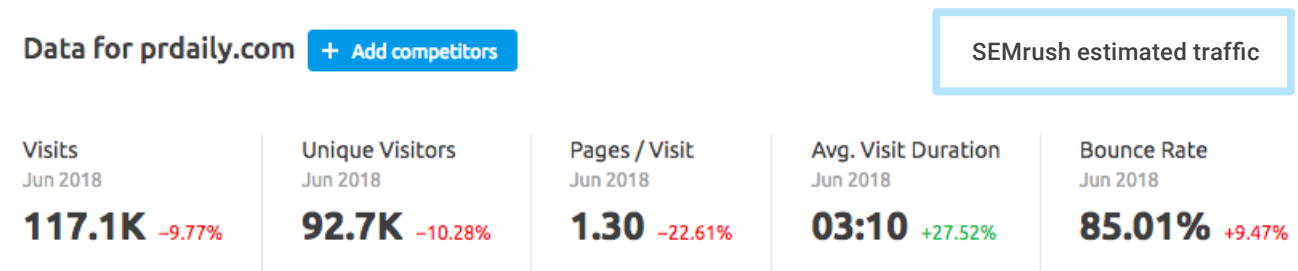 Data for prdaily.com + Add competitors
SEMrush estimated traffic
Visits
Jun 2018
117.1K –9.77%
Unique Visitors
Jun 2018
92.7K –10.28%
Pages / Visit
Jun 2018
1.30 –22.61%
Avg. Visit Duration
Jun 2018
03:10 +27.52%
Bounce Rate
Jun 2018
85.01% +9.47%